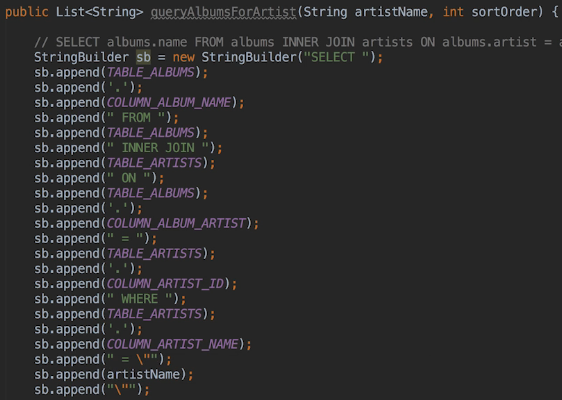 public List<String> queryAlbumsForArtist(String artistName, int sortOrder) {
// SELECT albums.name FROM albums INNER JOIN artists ON albums.artist =
StringBuilder sb = new StringBuilder("SELECT ");
sb.append(TABLE_ALBUMS);
sb.append('.');
sb.append(COLUMN_ALBUM_NAME);
sb.append(" FROM ");
sb.append(TABLE_ALBUMS);
sb.append(" INNER JOIN ");
sb.append(TABLE_ARTISTS);
sb.append(" ON ");
sb.append(TABLE_ALBUMS);
sb.append('.');
sb.append(COLUMN_ALBUM_ARTIST);
sb.append(" = ");
sb.append(TABLE_ARTISTS);
sb.append('.');
sb.append(COLUMN_ARTIST_ID);
sb.append(" WHERE ");
sb.append(TABLE_ARTISTS);
sb.append('.');
sb.append(COLUMN_ARTIST_NAME);
sb.append(" = \"");
sb.append(artistName);
sb.append("\"");